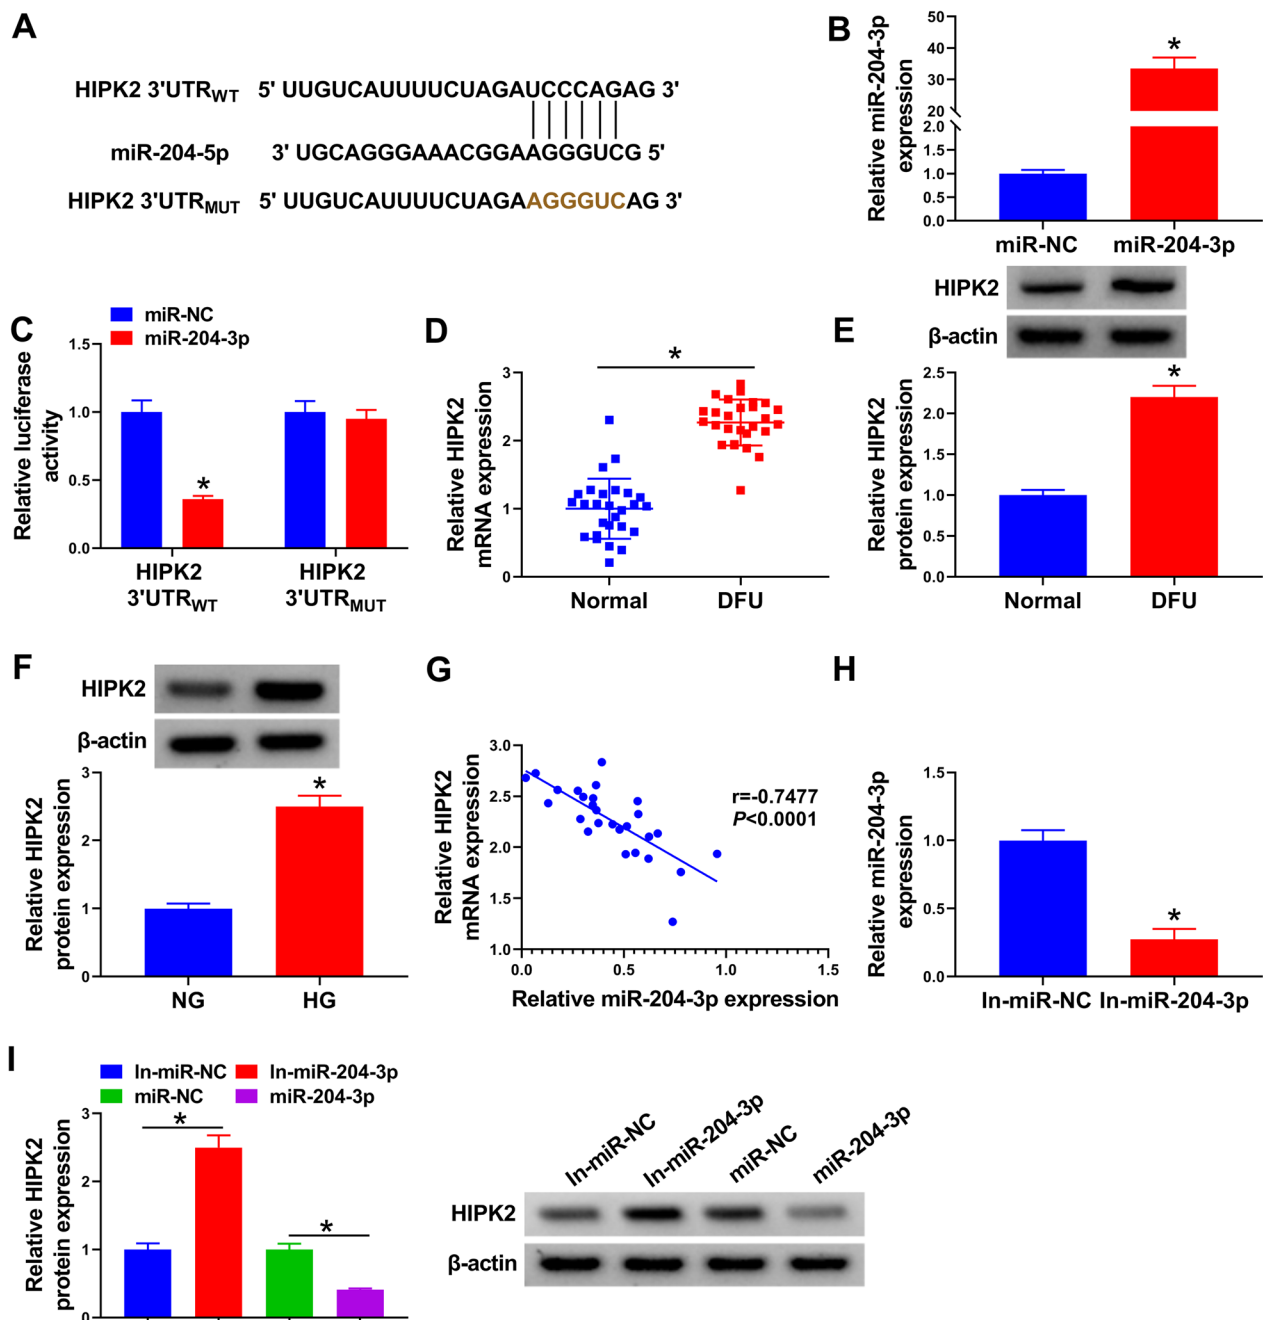 A
HIPK2 3'UTRWT 5' UUGUCAUUUUCUAGAUCCCAGAG 3'
miR-204-5p 3' UGCAGGGAAACGGAAGGGUCG 5'
HIPK2 3'UTRMUT 5' UUGUCAUUUUCUAGAAGGGUCAG 3'
B
Relative miR-204-3p
expression
50
40
30
20
2.0
1.5
1.0
0.5
0.0
miR-NC miR-204-3p
*
C
miR-NC
miR-204-3p
Relative luciferase
activity
1.5
1.0
0.5
0.0
*
HIPK2
3'UTRWT
HIPK2
3'UTRMUT
D
Relative HIPK2
mRNA expression
3
2
1
0
*
Normal DFU
E
HIPK2
β-actin
Relative HIPK2
protein expression
2.5
2.0
1.5
1.0
0.5
0.0
*
Normal DFU
F
HIPK2
β-actin
Relative HIPK2
protein expression
3
2
1
0
*
NG HG
G
Relative HIPK2
mRNA expression
3.0
2.5
2.0
1.5
1.0
r=-0.7477
P<0.0001
0.0 0.5 1.0 1.5
Relative miR-204-3p expression
H
Relative miR-204-3p
expression
1.5
1.0
0.5
0.0
*
In-miR-NC In-miR-204-3p
I
In-miR-NC In-miR-204-3p
miR-NC miR-204-3p
Relative HIPK2
protein expression
3
2
1
0
*
*
In-miR-NC
In-miR-204-3p
miR-NC
miR-204-3p
HIPK2
β-actin